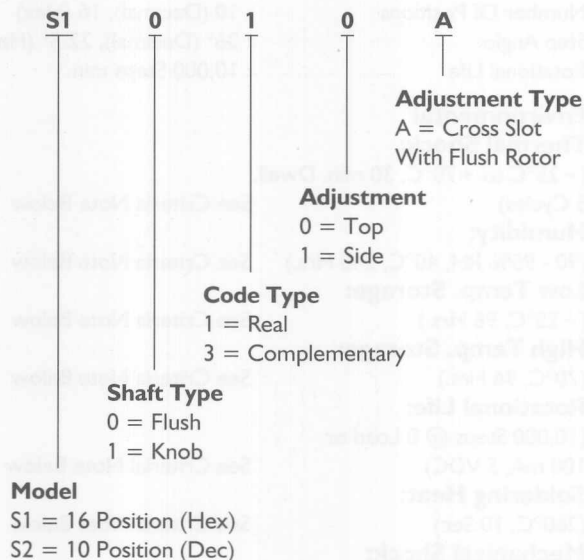 S1 0 1 0 A
Adjustment Type
A = Cross Slot
With Flush Rotor
Adjustment
0 = Top
1 = Side
Code Type
1 = Real
3 = Complementary
Shaft Type
0 = Flush
1 = Knob
Model
S1 = 16 Position (Hex)
S2 = 10 Position (Dec)